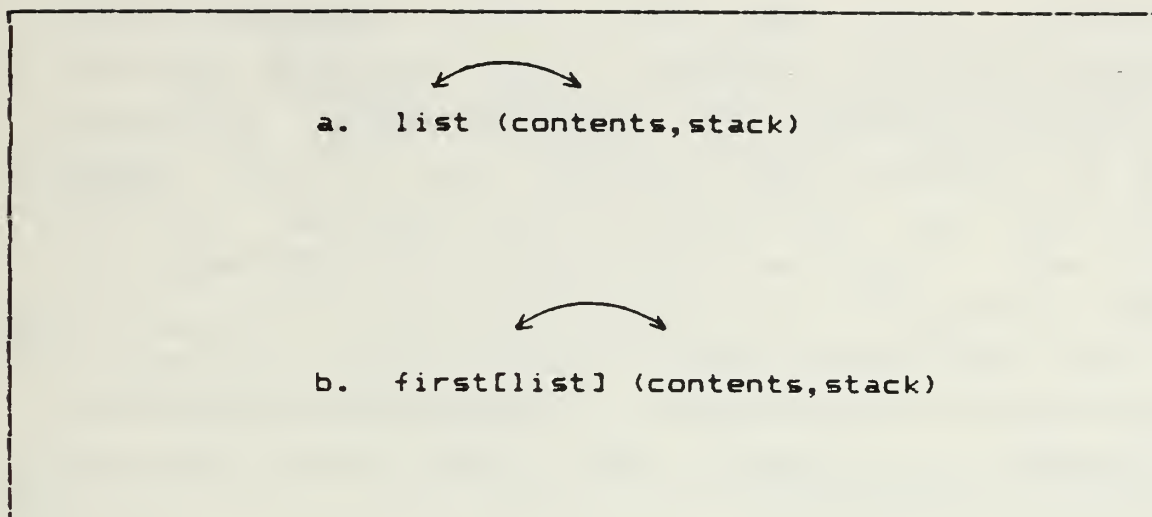 a. list (contents,stack)
b. first[list] (contents,stack)